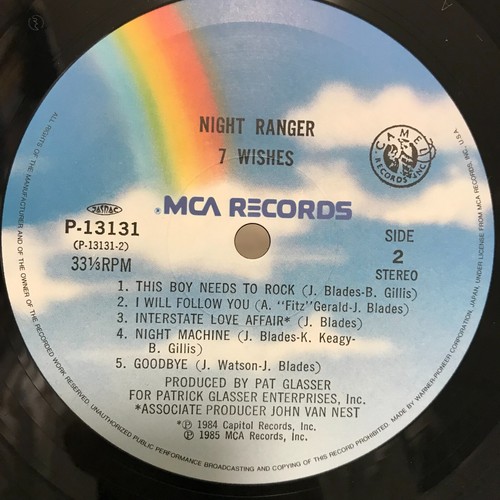 NIGHT RANGER
7 WISHES
CAMEL
RECORDS, INC.
MCA RECORDS
JASRAC
P-13131
(P-13131-2)
33⅓RPM
SIDE
2
STEREO
1. THIS BOY NEEDS TO ROCK (J. Blades-B. Gillis)
2. I WILL FOLLOW YOU (A. "Fitz"Gerald-J. Blades)
3. INTERSTATE LOVE AFFAIR* (J. Blades)
4. NIGHT MACHINE (J. Blades-K. Keagy-
B. Gillis)
5. GOODBYE (J. Watson-J. Blades)
PRODUCED BY PAT GLASSER
FOR PATRICK GLASSER ENTERPRISES, Inc.
*ASSOCIATE PRODUCER JOHN VAN NEST
*℗ 1984 Capitol Records, Inc.
℗ 1985 MCA Records, Inc.
ALL RIGHTS OF THE MANUFACTURER AND OF THE OWNER OF THE RECORDED WORK RESERVED. UNAUTHORIZED PUBLIC PERFORMANCE BROADCASTING AND COPYING OF THIS RECORD PROHIBITED. MADE BY WARNER-PIONEER CORPORATION, JAPAN, UNDER LICENSE FROM MCA RECORDS, INC., U.S.A.